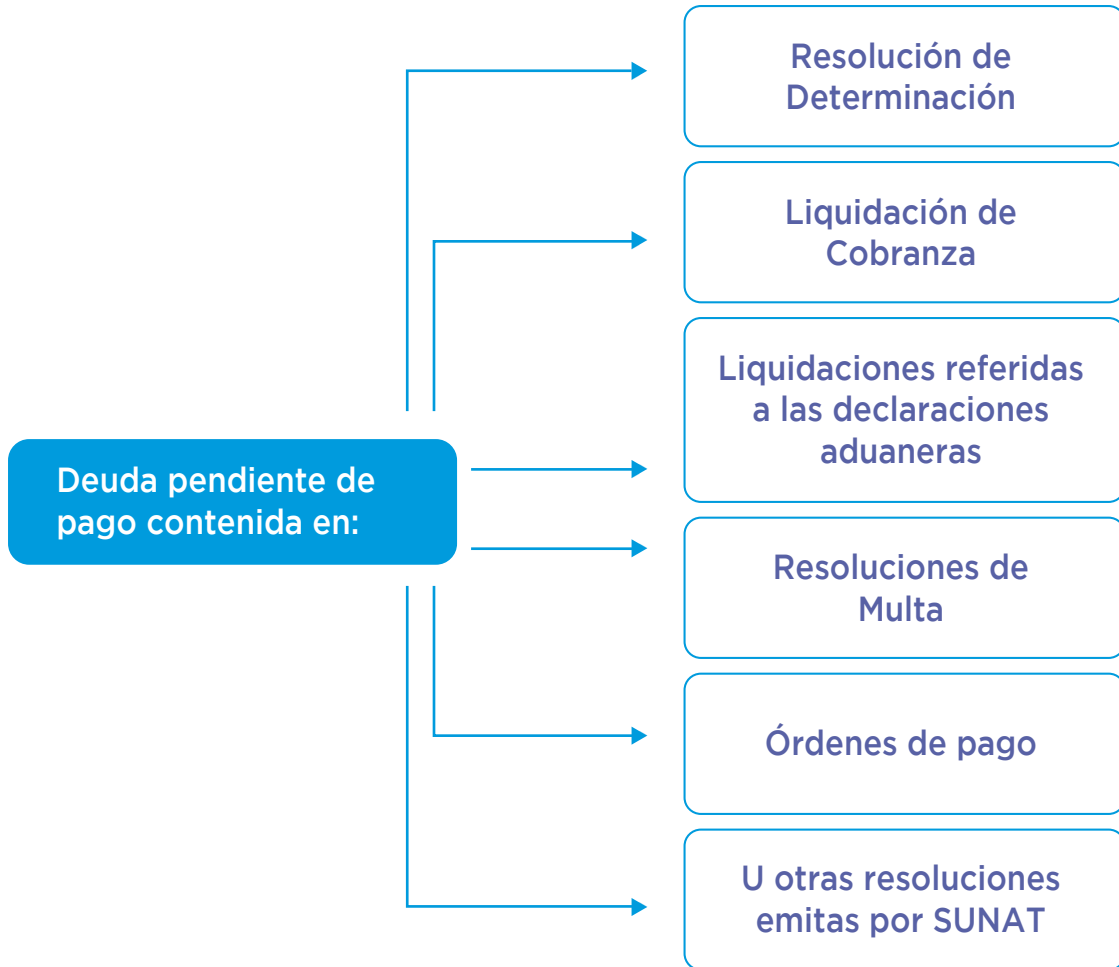 Deuda pendiente de
pago contenida en:
Resolución de
Determinación
Liquidación de
Cobranza
Liquidaciones referidas
a las declaraciones
aduaneras
Resoluciones de
Multa
Órdenes de pago
U otras resoluciones
emitas por SUNAT